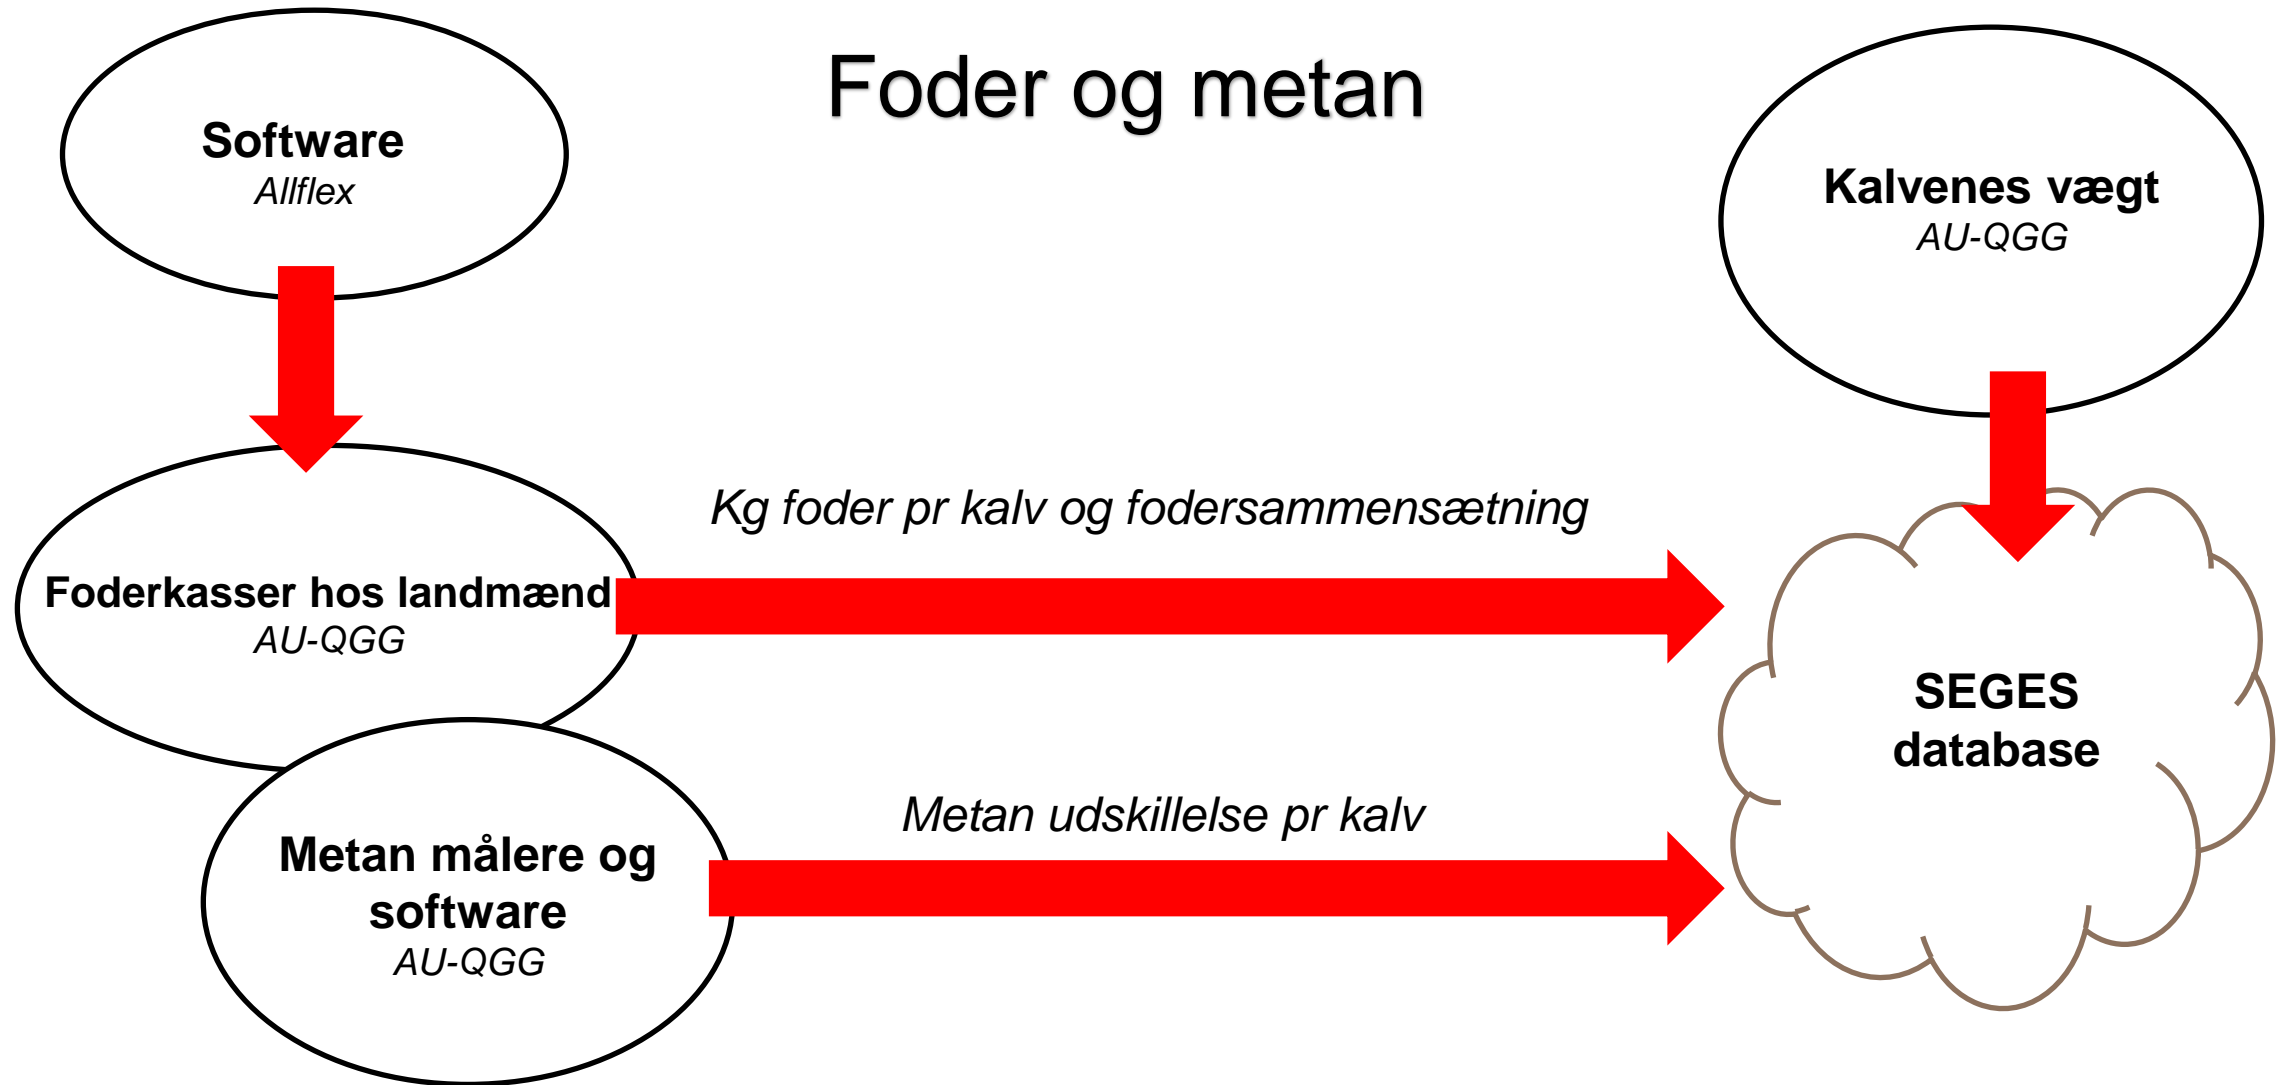 Foder og metan
Software
Allflex
Kalvenes vægt
AU-QGG
Kg foder pr kalv og fodersammensætning
Foderkasser hos landmænd
AU-QGG
SEGES
database
Metan udskillelse pr kalv
Metan målere og
software
AU-QGG